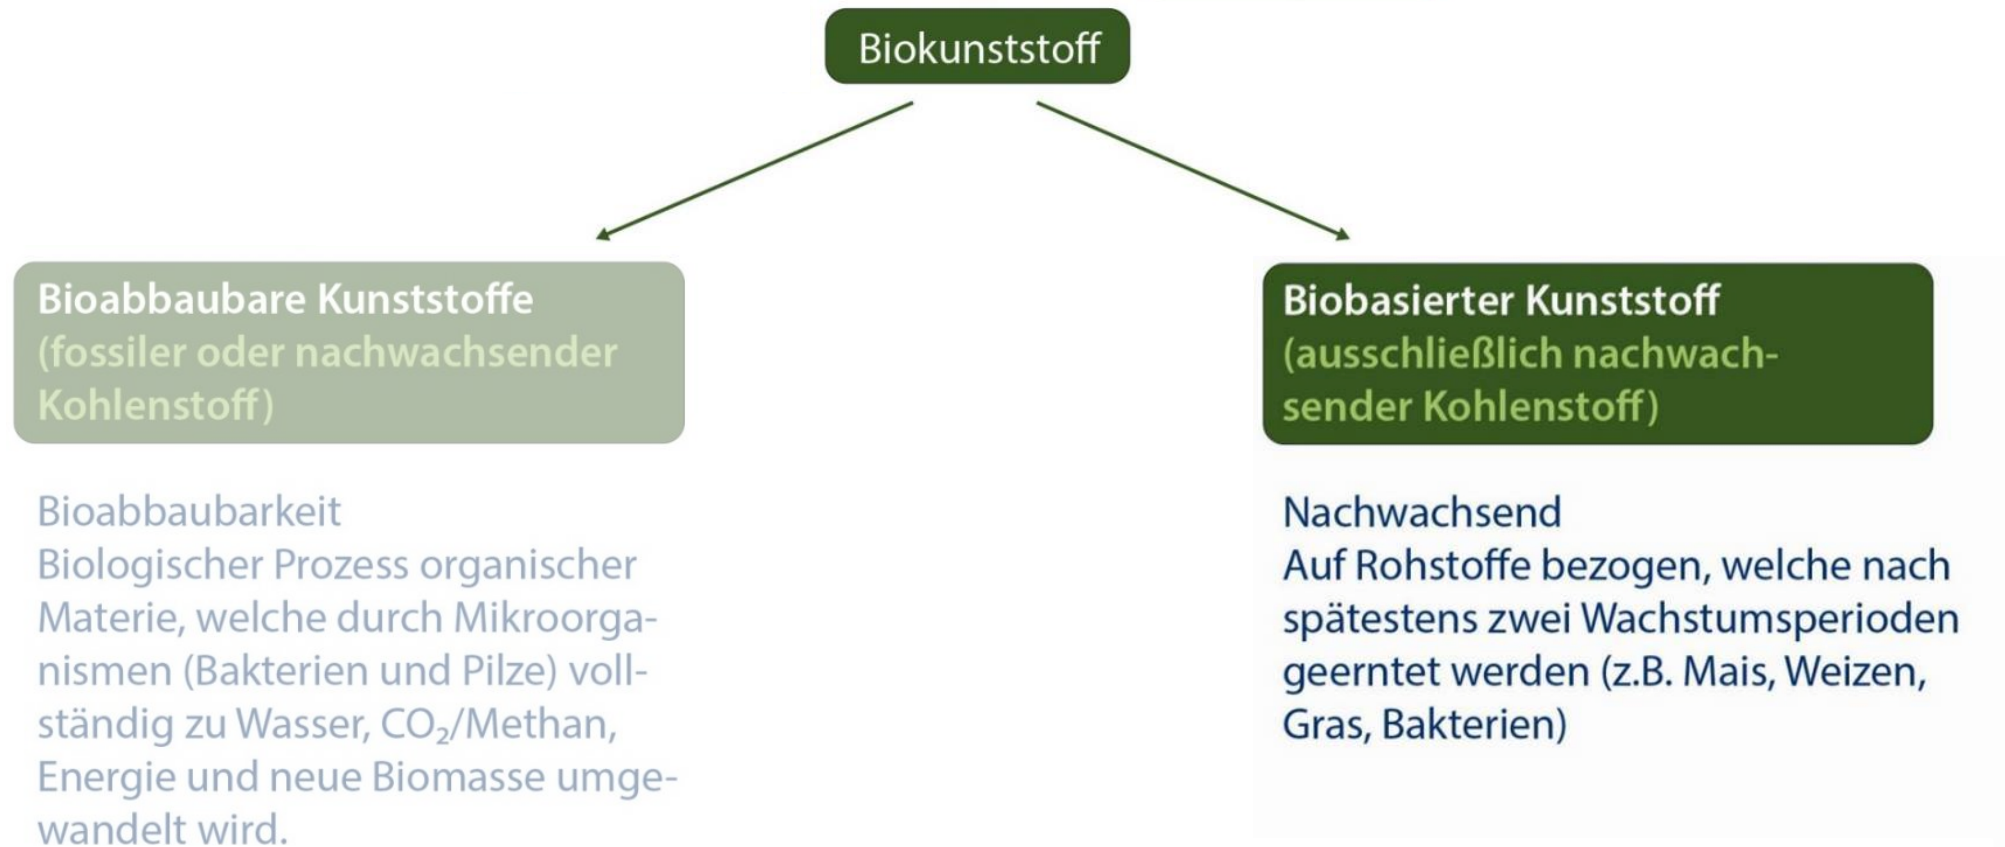 Biokunststoff
Bioabbaubare Kunststoffe
(fossiler oder nachwachsender
Kohlenstoff)
Bioabbaubarkeit
Biologischer Prozess organischer
Materie, welche durch Mikroorga-
nismen (Bakterien und Pilze) voll-
ständig zu Wasser, CO₂/Methan,
Energie und neue Biomasse umge-
wandelt wird.
Biobasierter Kunststoff
(ausschließlich nachwach-
sender Kohlenstoff)
Nachwachsend
Auf Rohstoffe bezogen, welche nach
spätestens zwei Wachstumsperioden
geerntet werden (z.B. Mais, Weizen,
Gras, Bakterien)